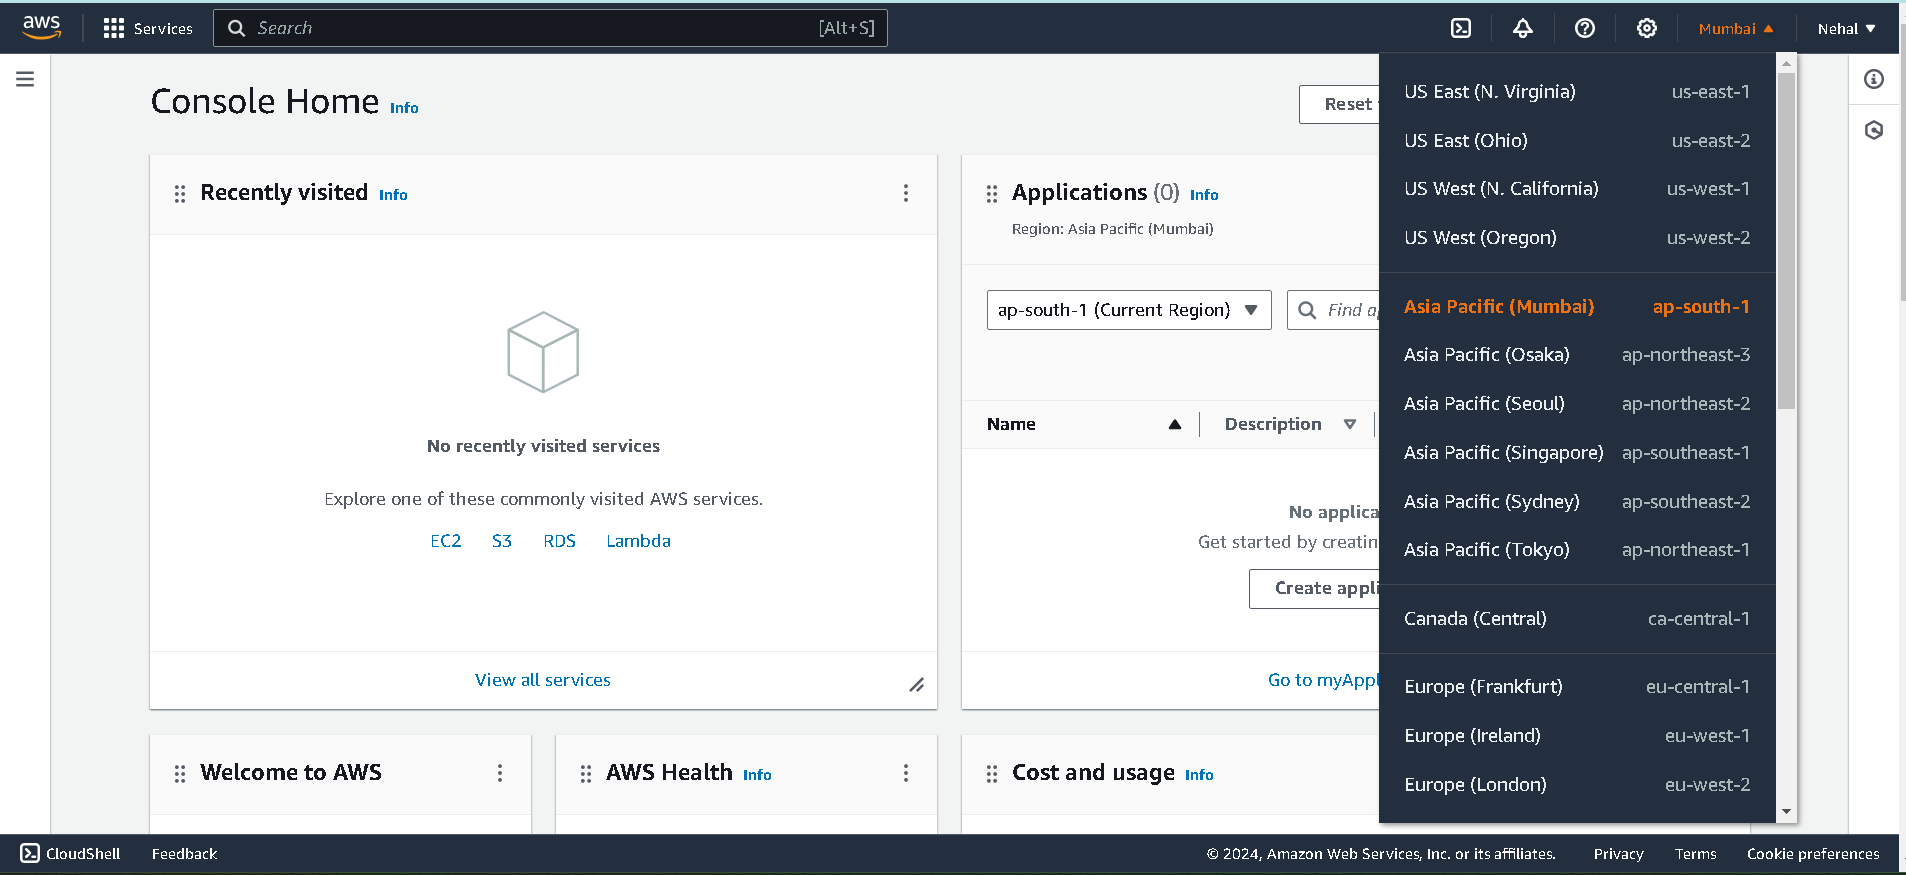 aws
Services
Search [Alt+S]
Mumbai ▲
Nehal ▼
Console Home Info
Reset
Recently visited Info
No recently visited services
Explore one of these commonly visited AWS services.
EC2 S3 RDS Lambda
View all services
Applications (0) Info
Region: Asia Pacific (Mumbai)
ap-south-1 (Current Region)
Find
Name ▲ Description
No applica
Get started by creatin
Create appli
Go to myAppl
US East (N. Virginia) us-east-1
US East (Ohio) us-east-2
US West (N. California) us-west-1
US West (Oregon) us-west-2
Asia Pacific (Mumbai) ap-south-1
Asia Pacific (Osaka) ap-northeast-3
Asia Pacific (Seoul) ap-northeast-2
Asia Pacific (Singapore) ap-southeast-1
Asia Pacific (Sydney) ap-southeast-2
Asia Pacific (Tokyo) ap-northeast-1
Canada (Central) ca-central-1
Europe (Frankfurt) eu-central-1
Europe (Ireland) eu-west-1
Europe (London) eu-west-2
Welcome to AWS
AWS Health Info
Cost and usage Info
CloudShell Feedback
© 2024, Amazon Web Services, Inc. or its affiliates. Privacy Terms Cookie preferences